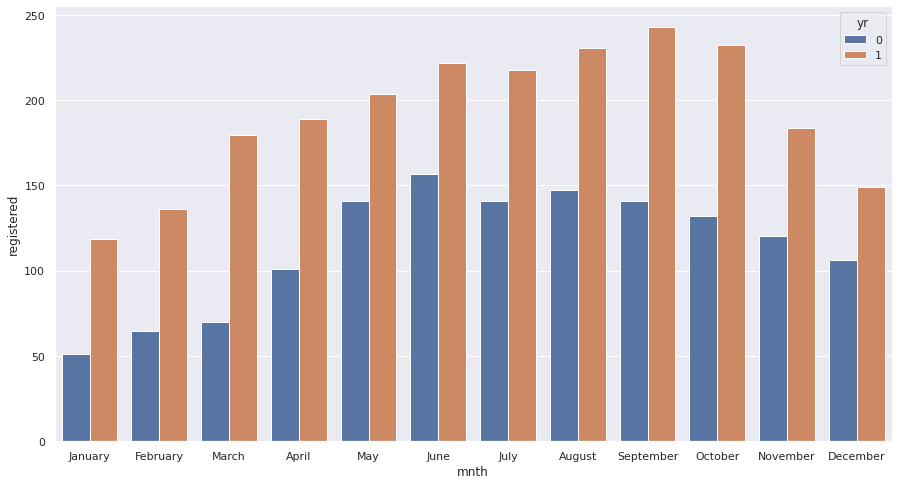 yr
0
1
250
200
150
100
50
0
registered
January February March April May June July August September October November December
mnth